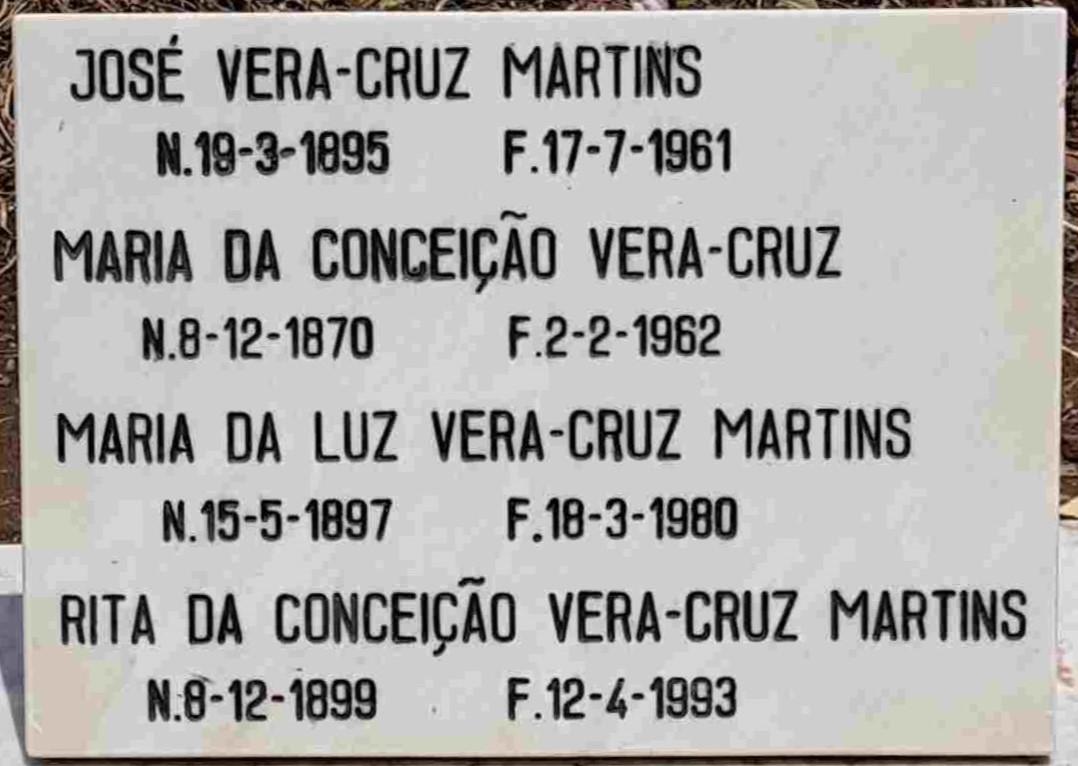 JOSÉ VERA-CRUZ MARTINS
N.19-3-1895 F.17-7-1961
MARIA DA CONCEIÇÃO VERA-CRUZ
N.8-12-1870 F.2-2-1962
MARIA DA LUZ VERA-CRUZ MARTINS
N.15-5-1897 F.18-3-1980
RITA DA CONCEIÇÃO VERA-CRUZ MARTINS
N.8-12-1899 F.12-4-1993